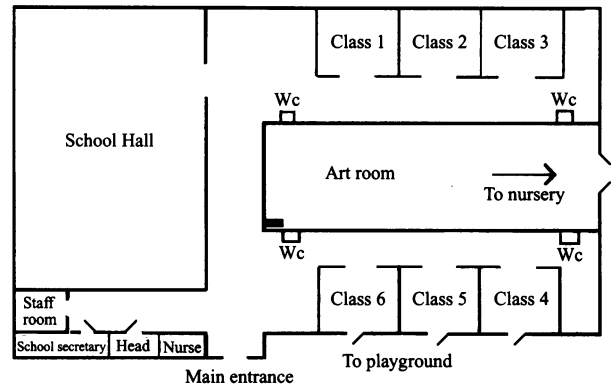 Class 1
Class 2
Class 3
Wc
Wc
School Hall
Art room
To nursery
Wc
Wc
Staff
room
Class 6
Class 5
Class 4
School secretary
Head
Nurse
To playground
Main entrance